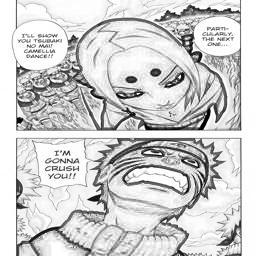 I'LL SHOW
YOU TSUBAKI
NO MAI!
CAMELLIA
DANCE!!
PARTI-
CULARLY,
THE NEXT
ONE...
I'M
GONNA
CRUSH
YOU!!